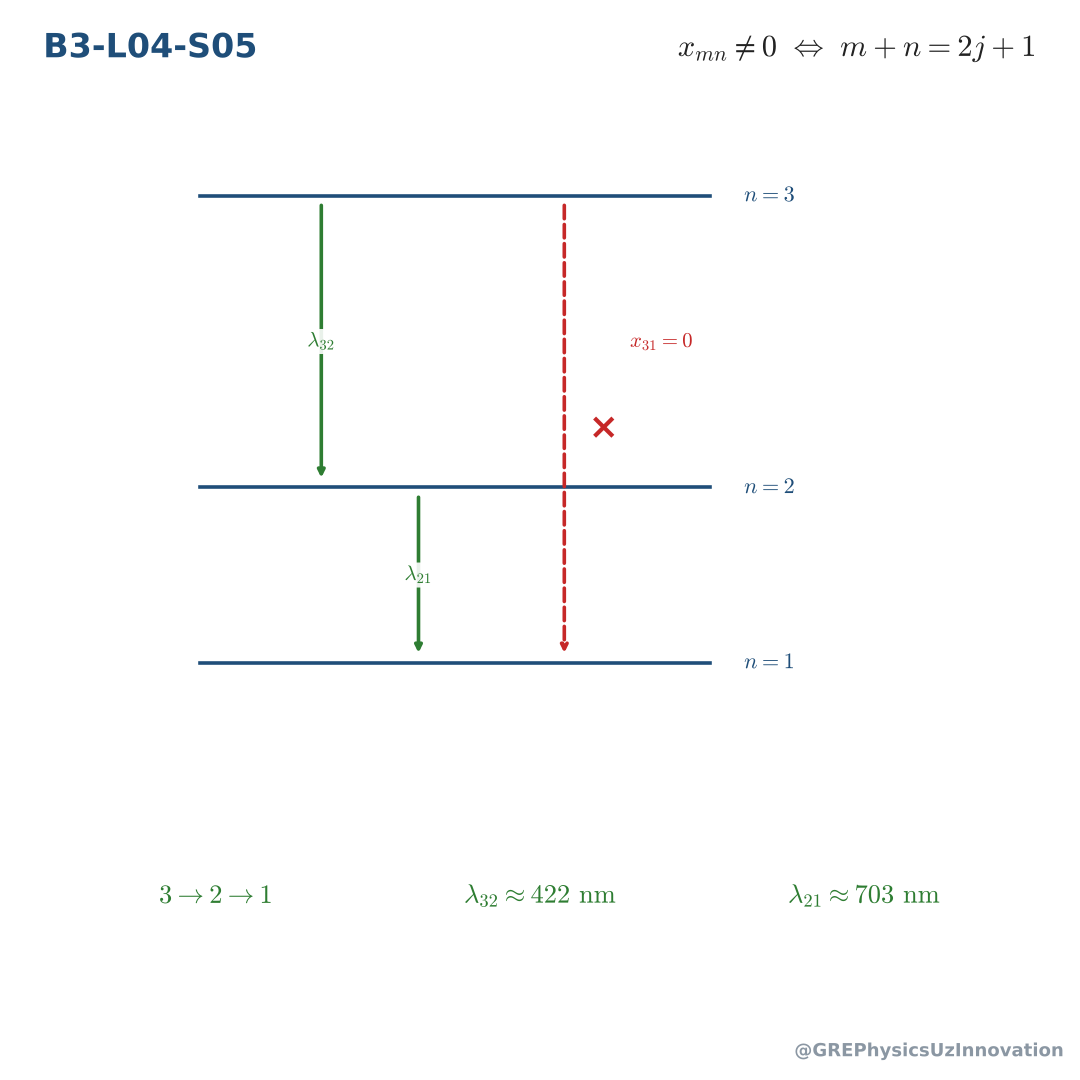 B3-L04-S05
x_{mn} ≠ 0 ⇔ m + n = 2j + 1
n = 3
λ_{32}
x_{31} = 0
n = 2
λ_{21}
n = 1
3 → 2 → 1
λ_{32} ≈ 422 nm
λ_{21} ≈ 703 nm
@GREPhysicsUzInnovation